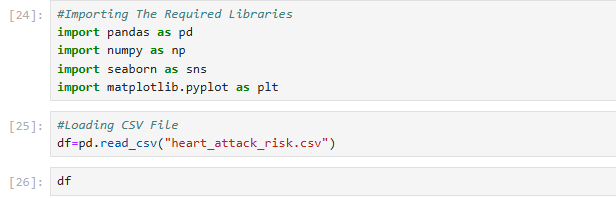 [24]: #Importing The Required Libraries
import pandas as pd
import numpy as np
import seaborn as sns
import matplotlib.pyplot as plt
[25]: #Loading CSV File
df=pd.read_csv("heart_attack_risk.csv")
[26]: df